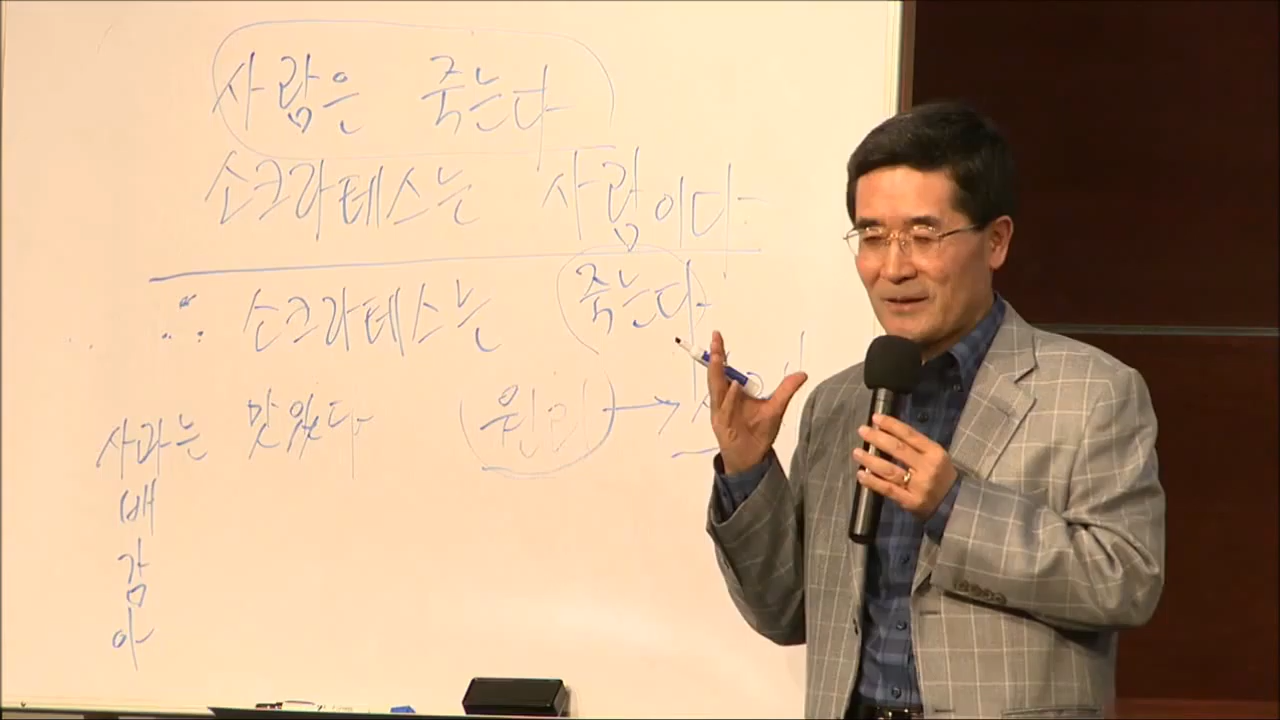 사람은 죽는다
소크라테스는 사람이다
∴ 소크라테스는 죽는다
사과는 맛있다 원리 →
배
감
아